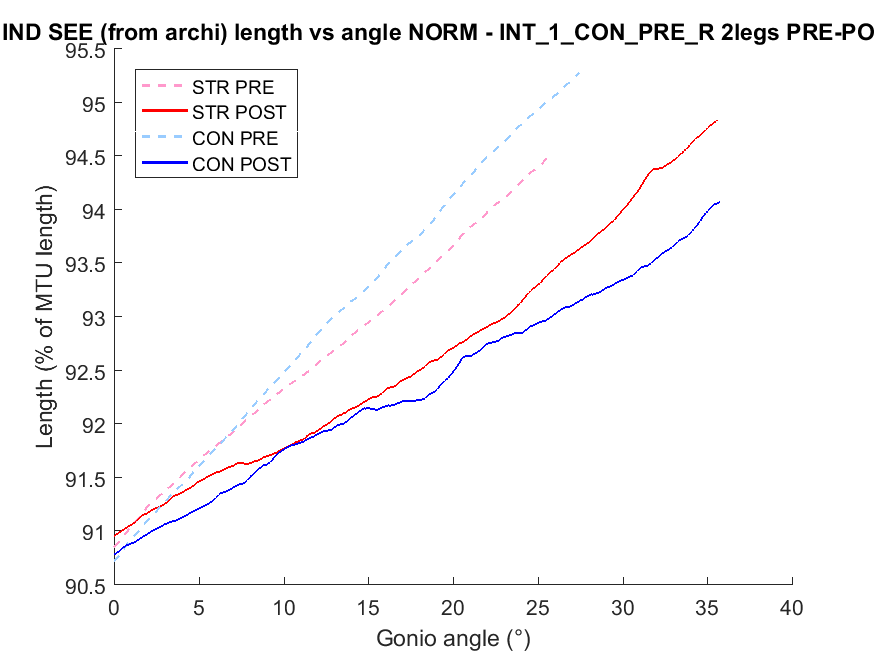 IND SEE (from archi) length vs angle NORM - INT_1_CON_PRE_R 2legs PRE-PO
95.5
95
94.5
94
93.5
93
92.5
92
91.5
91
90.5
Length (% of MTU length)
STR PRE
STR POST
CON PRE
CON POST
0 5 10 15 20 25 30 35 40
Gonio angle (°)